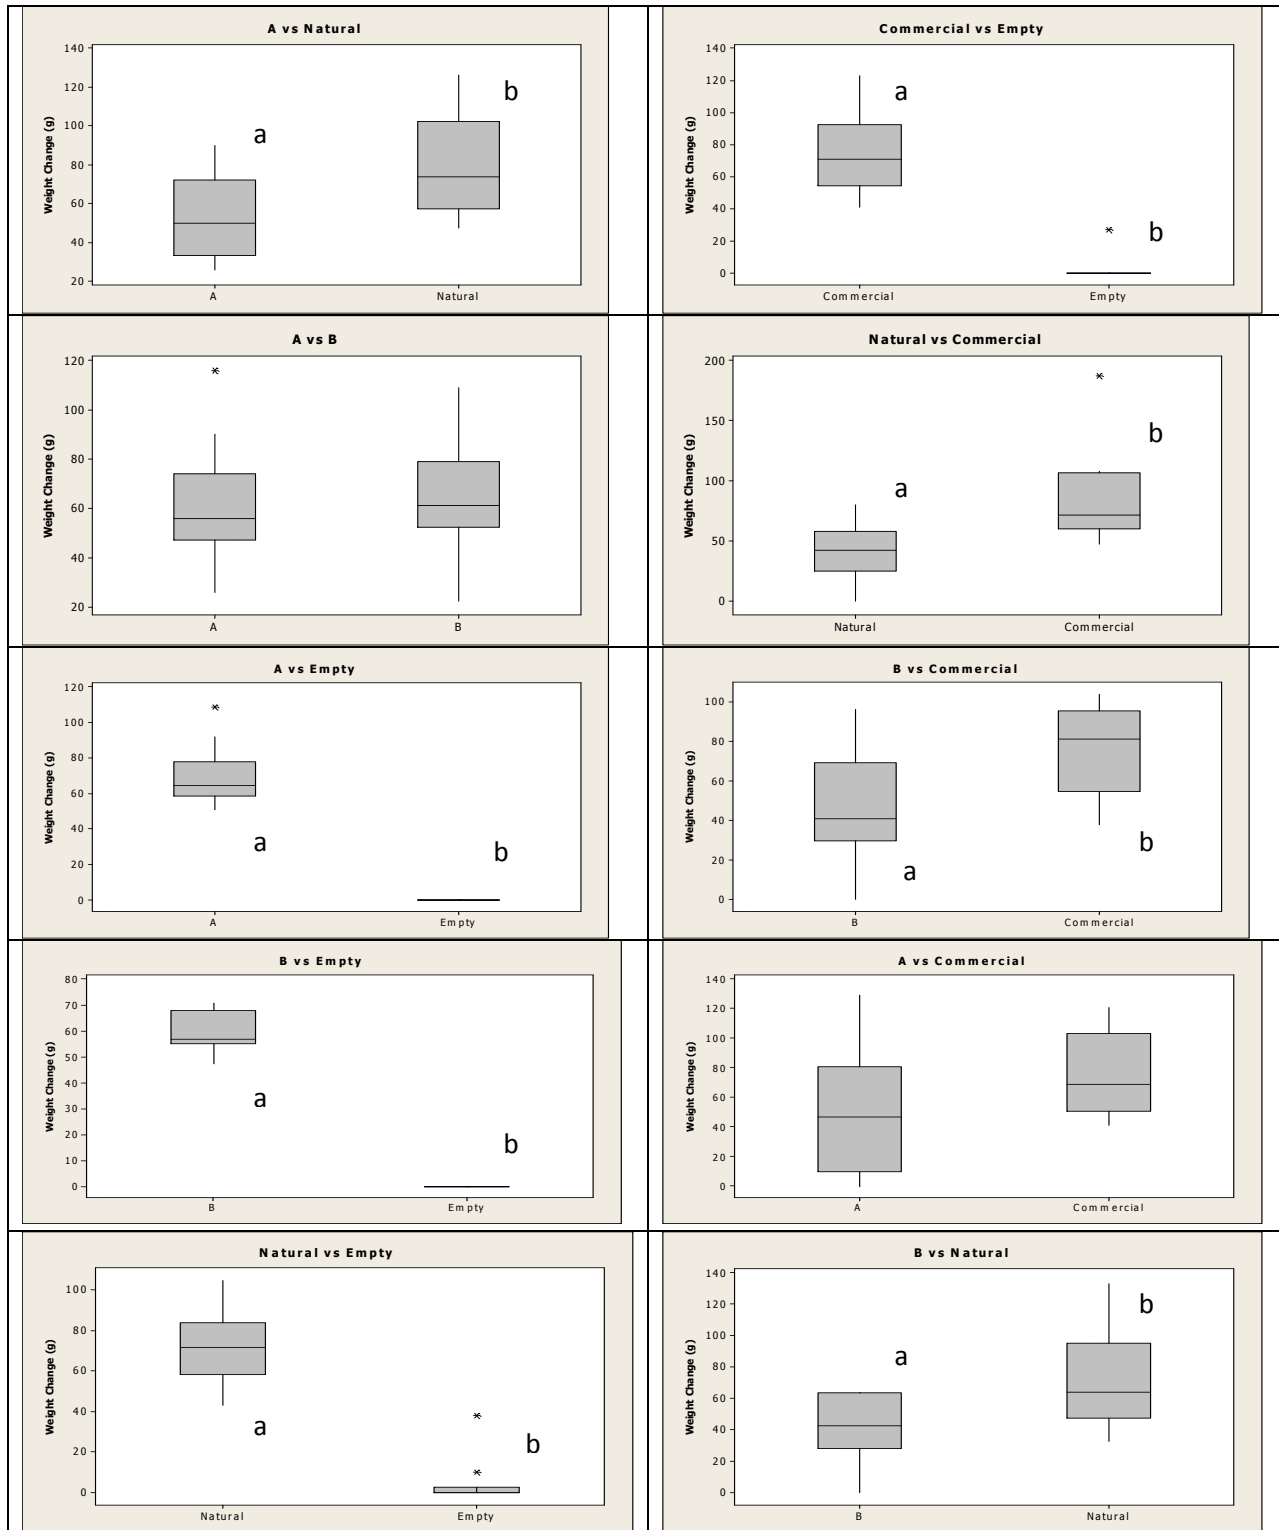 A vs Natural
Weight Change (g)
140
120
100
80
60
40
20
a
b
A
Natural
Commercial vs Empty
Weight Change (g)
140
120
100
80
60
40
20
0
a
b
Commercial
Empty
A vs B
Weight Change (g)
120
100
80
60
40
20
A
B
Natural vs Commercial
Weight Change (g)
200
150
100
50
0
a
b
Natural
Commercial
A vs Empty
Weight Change (g)
120
100
80
60
40
20
0
a
b
A
Empty
B vs Commercial
Weight Change (g)
100
80
60
40
20
0
a
b
B
Commercial
B vs Empty
Weight Change (g)
80
70
60
50
40
30
20
10
0
a
b
B
Empty
A vs Commercial
Weight Change (g)
140
120
100
80
60
40
20
0
A
Commercial
Natural vs Empty
Weight Change (g)
100
80
60
40
20
0
a
b
Natural
Empty
B vs Natural
Weight Change (g)
140
120
100
80
60
40
20
0
a
b
B
Natural